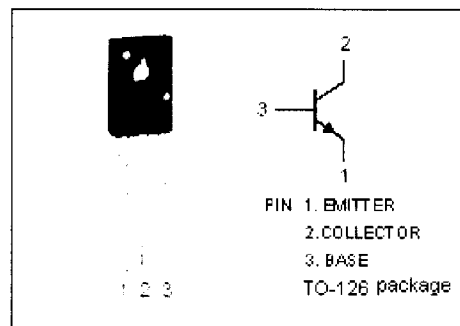 2
3
1
PIN 1. EMITTER
2.COLLECTOR
3. BASE
TO-126 package
1 2 3